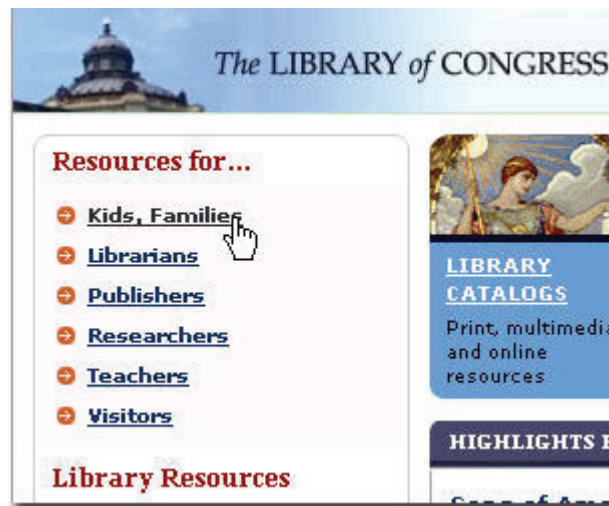 The LIBRARY of CONGRESS
Resources for...
Kids, Families
Librarians
Publishers
Researchers
Teachers
Visitors
Library Resources
LIBRARY
CATALOGS
Print, multimedia
and online
resources
HIGHLIGHTS